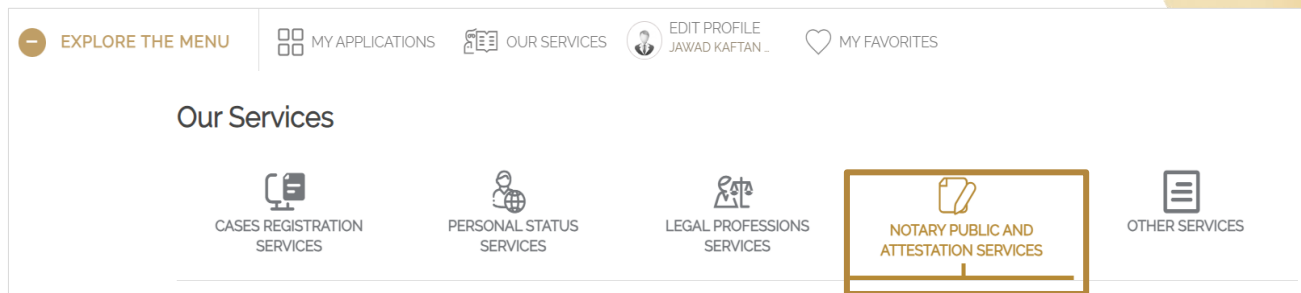 EXPLORE THE MENU
MY APPLICATIONS
OUR SERVICES
EDIT PROFILE
JAWAD KAFTAN ..
MY FAVORITES
Our Services
CASES REGISTRATION
SERVICES
PERSONAL STATUS
SERVICES
LEGAL PROFESSIONS
SERVICES
NOTARY PUBLIC AND
ATTESTATION SERVICES
OTHER SERVICES